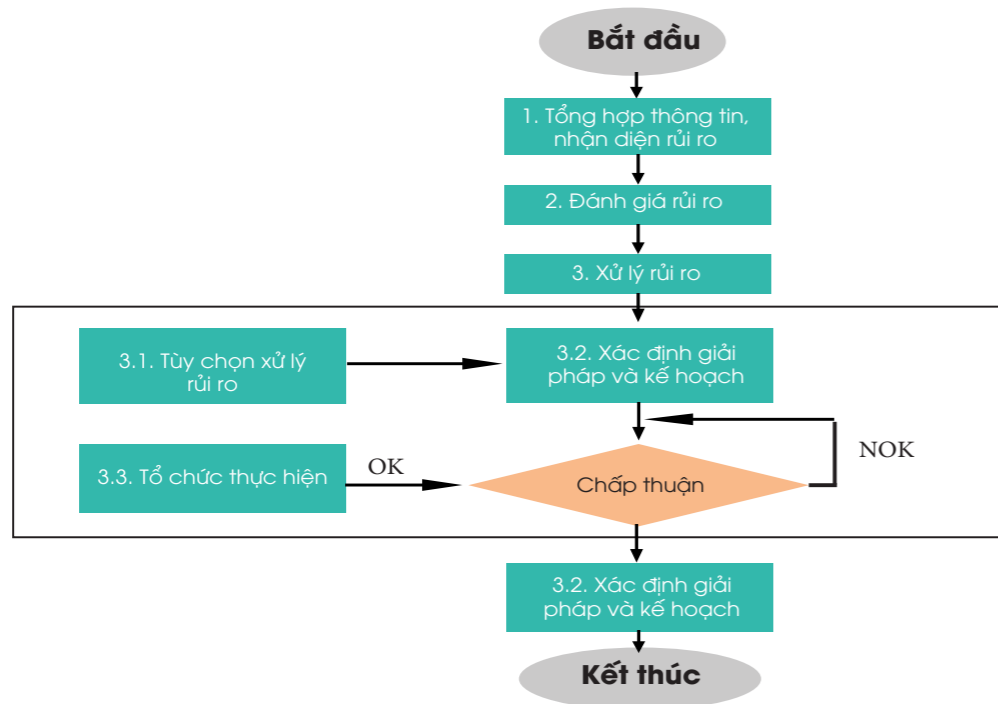 Bắt đầu
1. Tổng hợp thông tin,
nhận diện rủi ro
2. Đánh giá rủi ro
3. Xử lý rủi ro
3.1. Tùy chọn xử lý
rủi ro
3.2. Xác định giải
pháp và kế hoạch
3.3. Tổ chức thực hiện
OK
Chấp thuận
NOK
3.2. Xác định giải
pháp và kế hoạch
Kết thúc